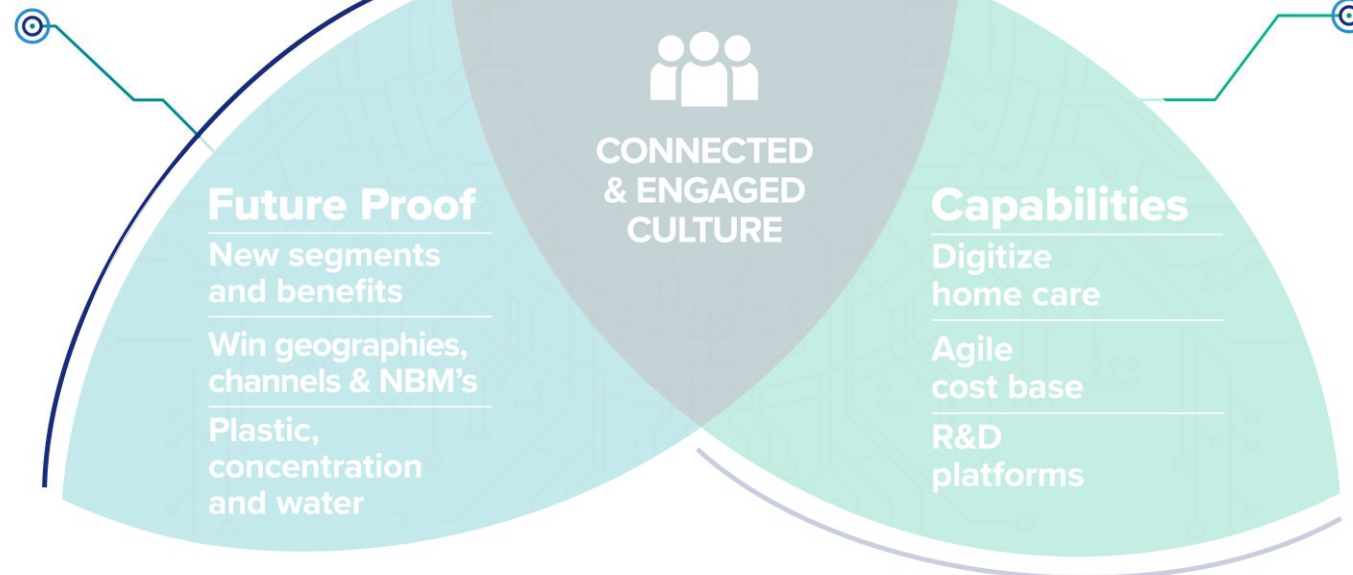 CONNECTED
& ENGAGED
CULTURE
Future Proof
New segments
and benefits
Win geographies,
channels & NBM's
Plastic,
concentration
and water
Capabilities
Digitize
home care
Agile
cost base
R&D
platforms